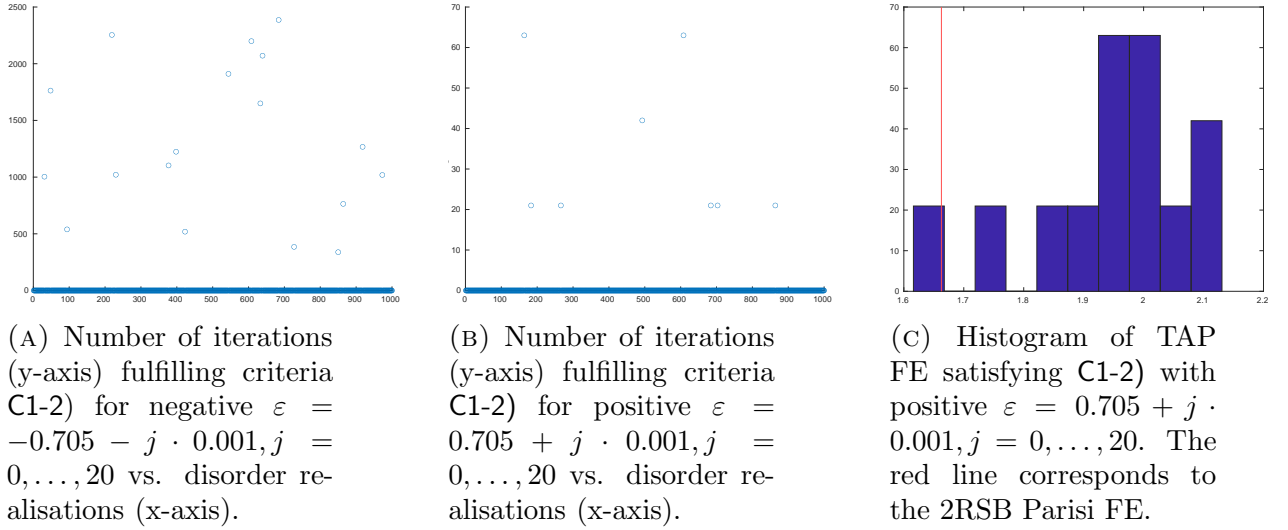 2500
2000
1500
1000
500
0
0 100 200 300 400 500 600 700 800 900 1000
70
60
50
40
30
20
10
0
0 100 200 300 400 500 600 700 800 900 1000
70
60
50
40
30
20
10
0
1.6 1.7 1.8 1.9 2 2.1 2.2
(A) Number of iterations
(y-axis) fulfilling criteria
C1-2) for negative ε =
−0.705 − j · 0.001, j =
0, . . . , 20 vs. disorder re-
alisations (x-axis).
(B) Number of iterations
(y-axis) fulfilling criteria
C1-2) for positive ε =
0.705 + j · 0.001, j =
0, . . . , 20 vs. disorder re-
alisations (x-axis).
(C) Histogram of TAP
FE satisfying C1-2) with
positive ε = 0.705 + j ·
0.001, j = 0, . . . , 20. The
red line corresponds to
the 2RSB Parisi FE.